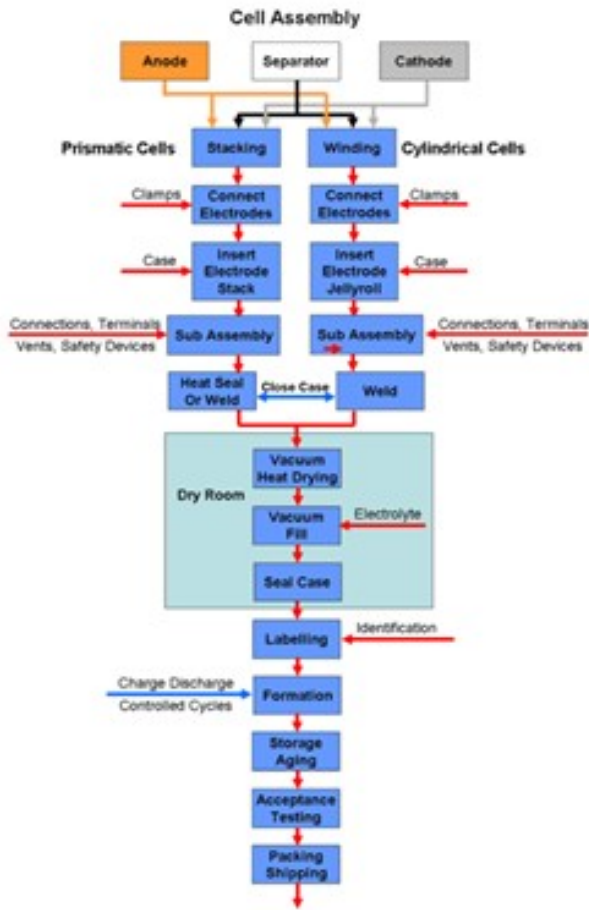 Cell Assembly
Anode
Separator
Cathode
Prismatic Cells
Stacking
Winding
Cylindrical Cells
Clamps
Connect
Electrodes
Connect
Electrodes
Clamps
Case
Insert
Electrode
Stack
Insert
Electrode
Jellyroll
Case
Connections, Terminals
Vents, Safety Devices
Sub Assembly
Sub Assembly
Connections, Terminals
Vents, Safety Devices
Heat Seal
Or Weld
Close Case
Weld
Dry Room
Vacuum
Heat Drying
Vacuum
Fill
Electrolyte
Seal Case
Labelling
Identification
Charge Discharge
Controlled Cycles
Formation
Storage
Aging
Acceptance
Testing
Packing
Shipping